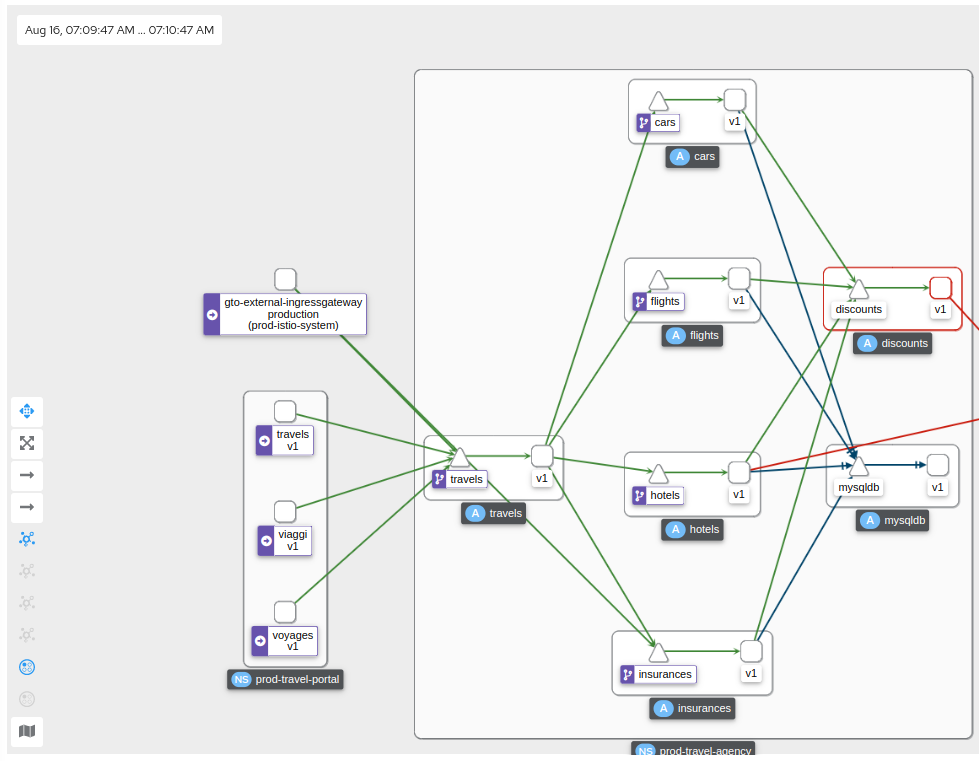 Aug 16, 07:09:47 AM ... 07:10:47 AM
cars
v1
A cars
flights
v1
A flights
discounts
v1
A discounts
gto-external-ingressgateway
production
(prod-istio-system)
travels
v1
viaggi
v1
voyages
v1
NS prod-travel-portal
travels
v1
A travels
hotels
v1
A hotels
mysqldb
v1
A mysqldb
insurances
v1
A insurances
NS prod-travel-agency